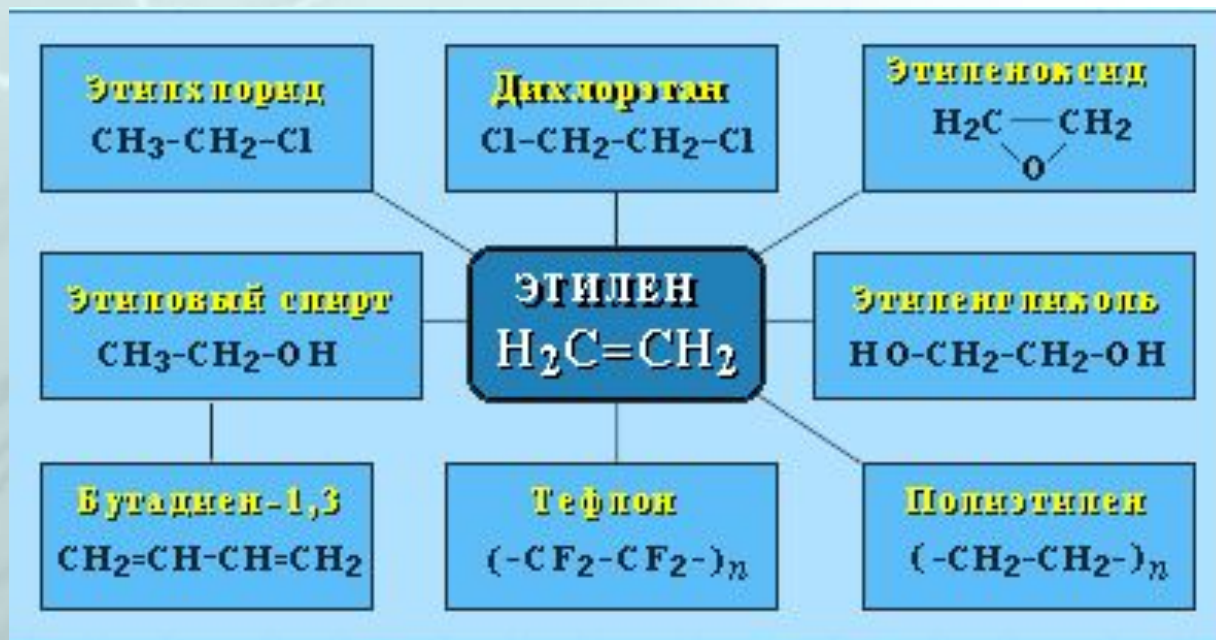 Этилхлорид
CH₃-CH₂-Cl
Дихлорэтан
Cl-CH₂-CH₂-Cl
Этиленоксид
H₂C—CH₂
O
Этиловый спирт
CH₃-CH₂-OH
ЭТИЛЕН
H₂C=CH₂
Этиленгликоль
HO-CH₂-CH₂-OH
Бутадиен-1,3
CH₂=CH-CH=CH₂
Тефлон
(-CF₂-CF₂-)ₙ
Полиэтилен
(-CH₂-CH₂-)ₙ